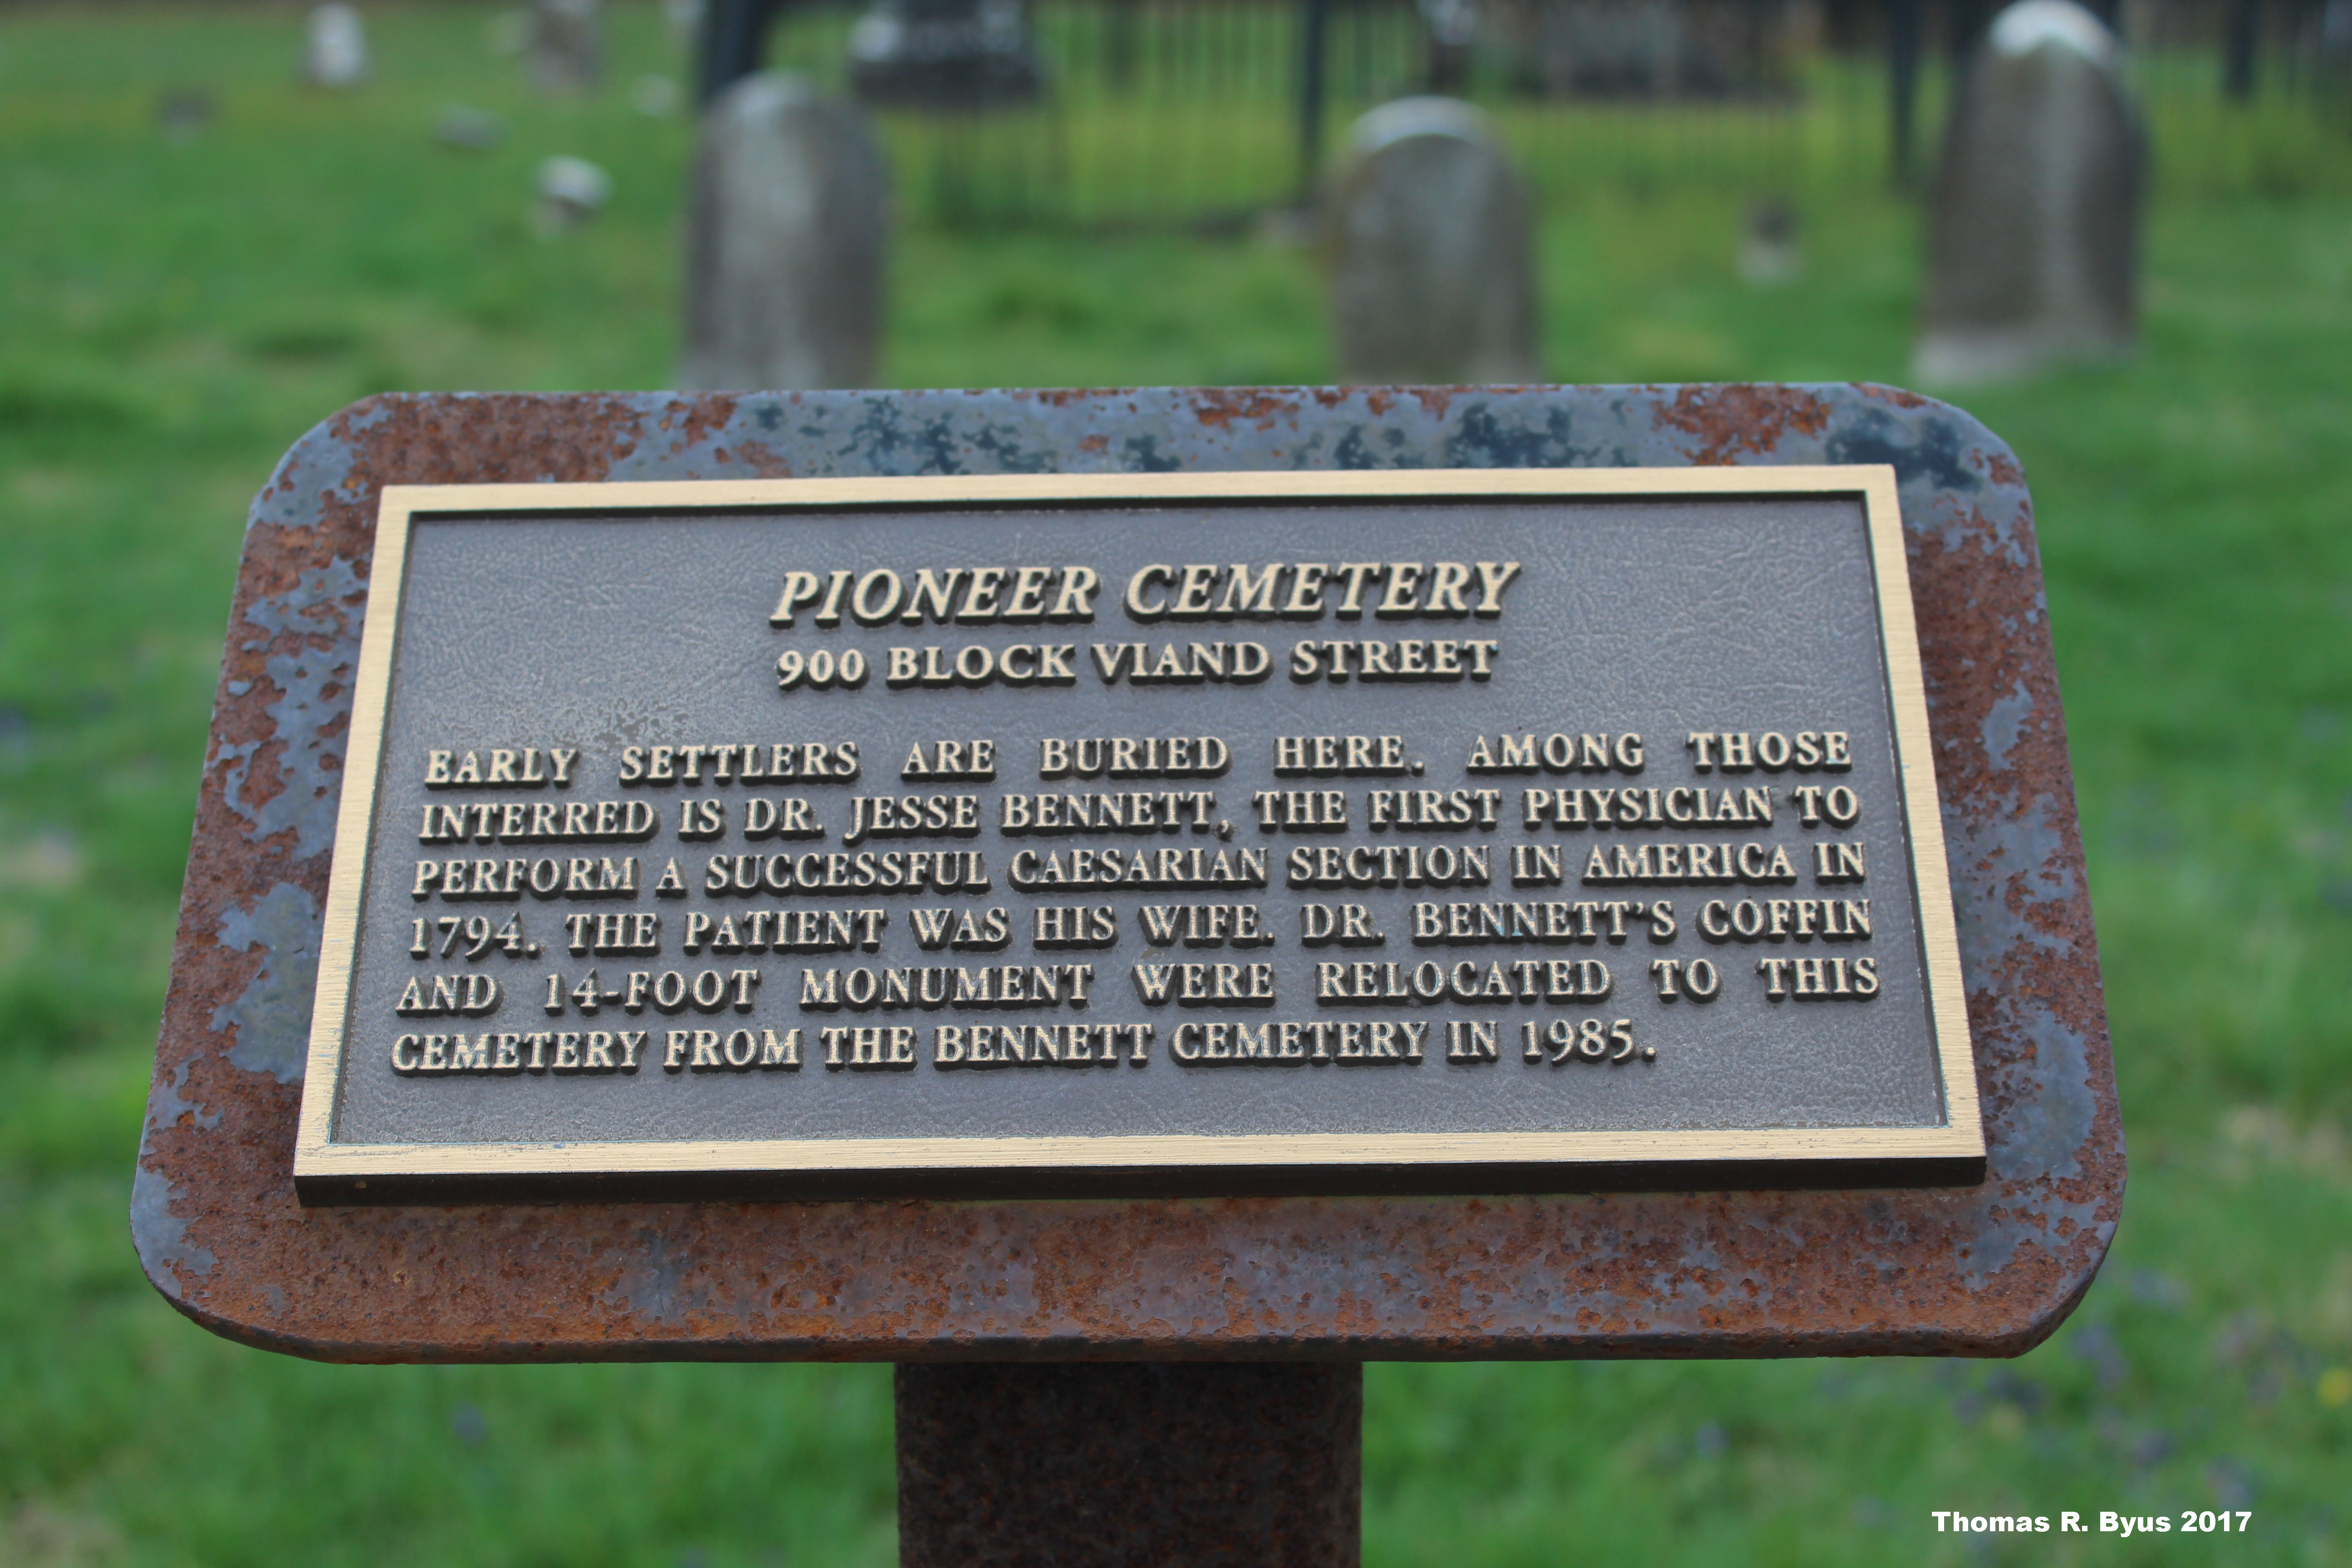 PIONEER CEMETERY
900 BLOCK VIAND STREET
EARLY SETTLERS ARE BURIED HERE. AMONG THOSE
INTERRED IS DR. JESSE BENNETT, THE FIRST PHYSICIAN TO
PERFORM A SUCCESSFUL CAESARIAN SECTION IN AMERICA IN
1794. THE PATIENT WAS HIS WIFE. DR. BENNETT'S COFFIN
AND 14-FOOT MONUMENT WERE RELOCATED TO THIS
CEMETERY FROM THE BENNETT CEMETERY IN 1985.
Thomas R. Byus 2017